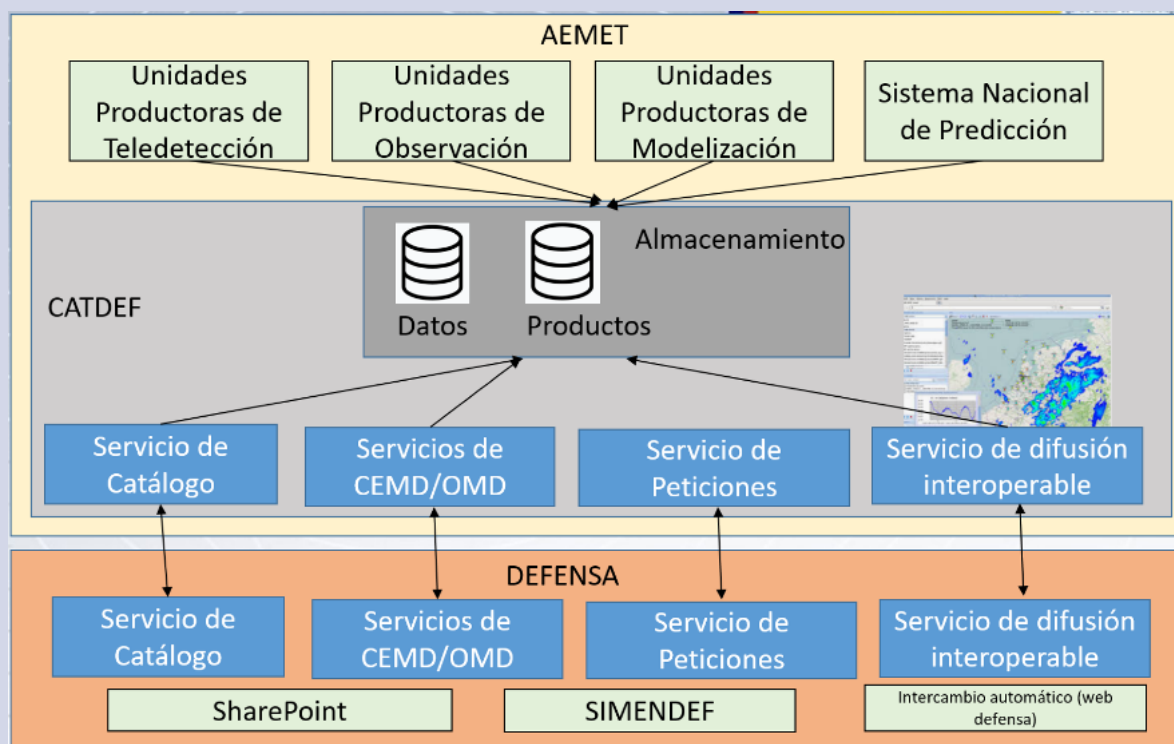 AEMET
Unidades
Productoras de
Teledetección
Unidades
Productoras de
Observación
Unidades
Productoras de
Modelización
Sistema Nacional
de Predicción
Almacenamiento
CATDEF
Datos
Productos
Servicio de
Catálogo
Servicios de
CEMD/OMD
Servicio de
Peticiones
Servicio de difusión
interoperable
DEFENSA
Servicio de
Catálogo
Servicios de
CEMD/OMD
Servicio de
Peticiones
Servicio de difusión
interoperable
SharePoint
SIMENDEF
Intercambio automático (web
defensa)